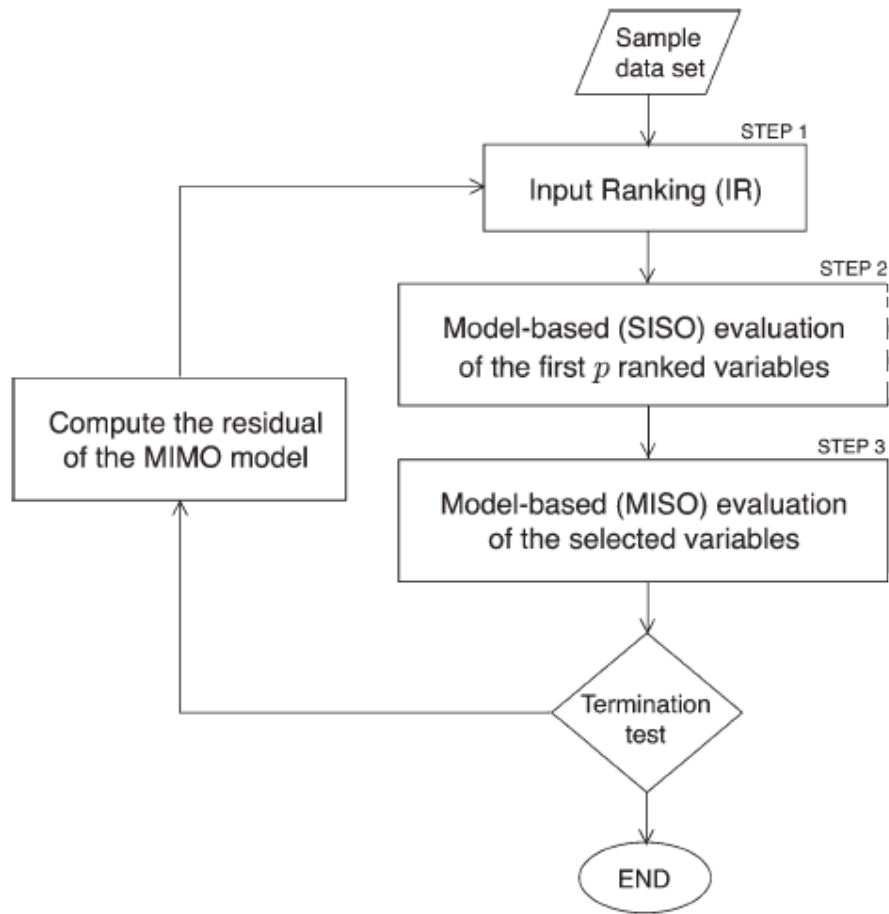 Sample
data set
STEP 1
Input Ranking (IR)
STEP 2
Model-based (SISO) evaluation
of the first p ranked variables
Compute the residual
of the MIMO model
STEP 3
Model-based (MISO) evaluation
of the selected variables
Termination
test
END